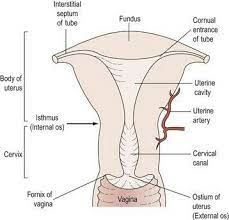 Interstitial
septum
of tube
Fundus
Cornual
entrance
of tube
Body of
uterus
Uterine
cavity
Uterine
artery
Isthmus
(Internal os)
Cervix
Cervical
canal
Fornix of
vagina
Vagina
Ostium of
uterus
(External os)